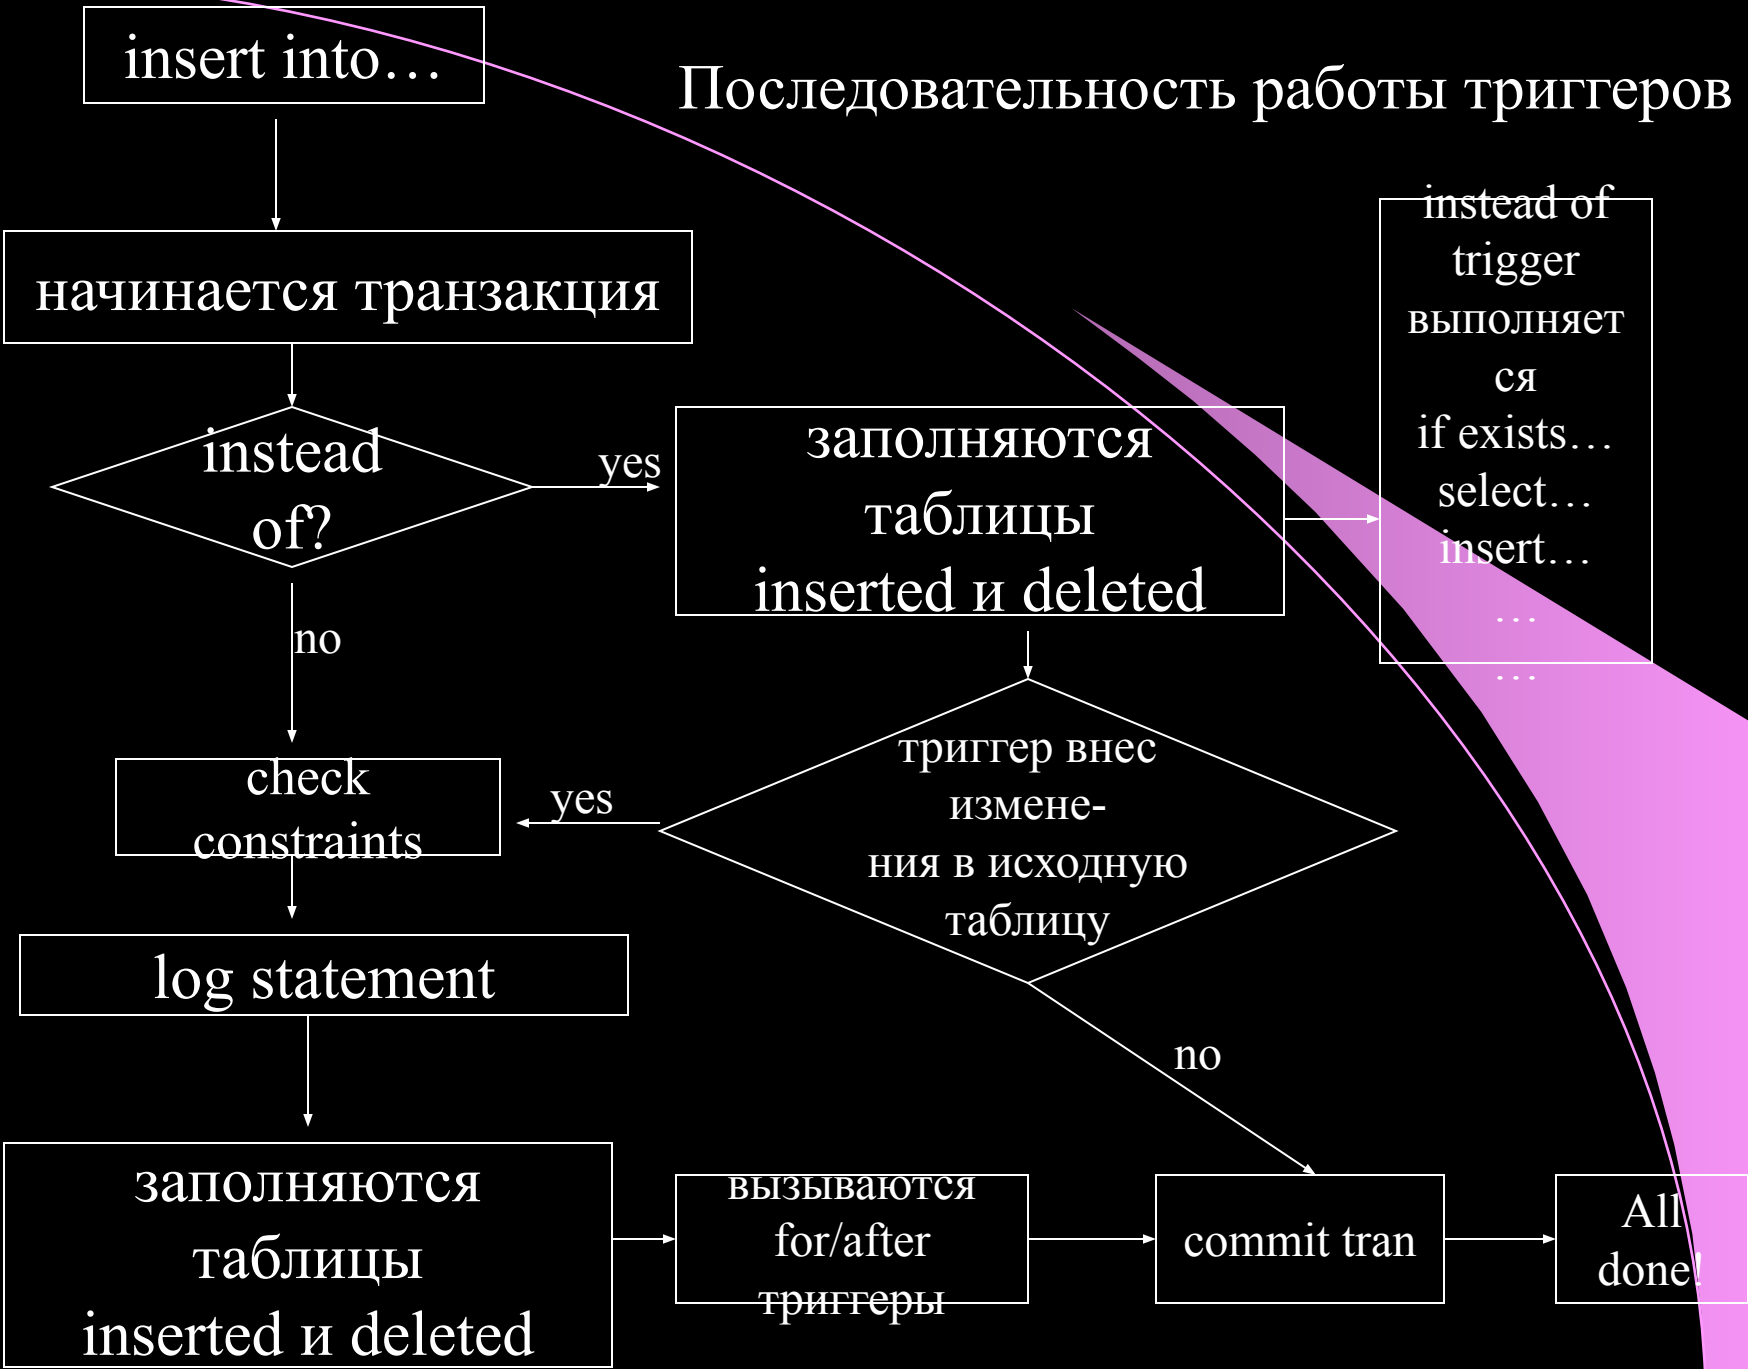 insert into…
Последовательность работы триггеров
начинается транзакция
instead
of?
yes
no
заполняются
таблицы
inserted и deleted
instead of
trigger
выполняет
ся
if exists…
select…
insert…
…
…
check
constraints
yes
триггер внес
измене-
ния в исходную
таблицу
no
log statement
заполняются
таблицы
inserted и deleted
вызываются
for/after
триггеры
commit tran
All
done!